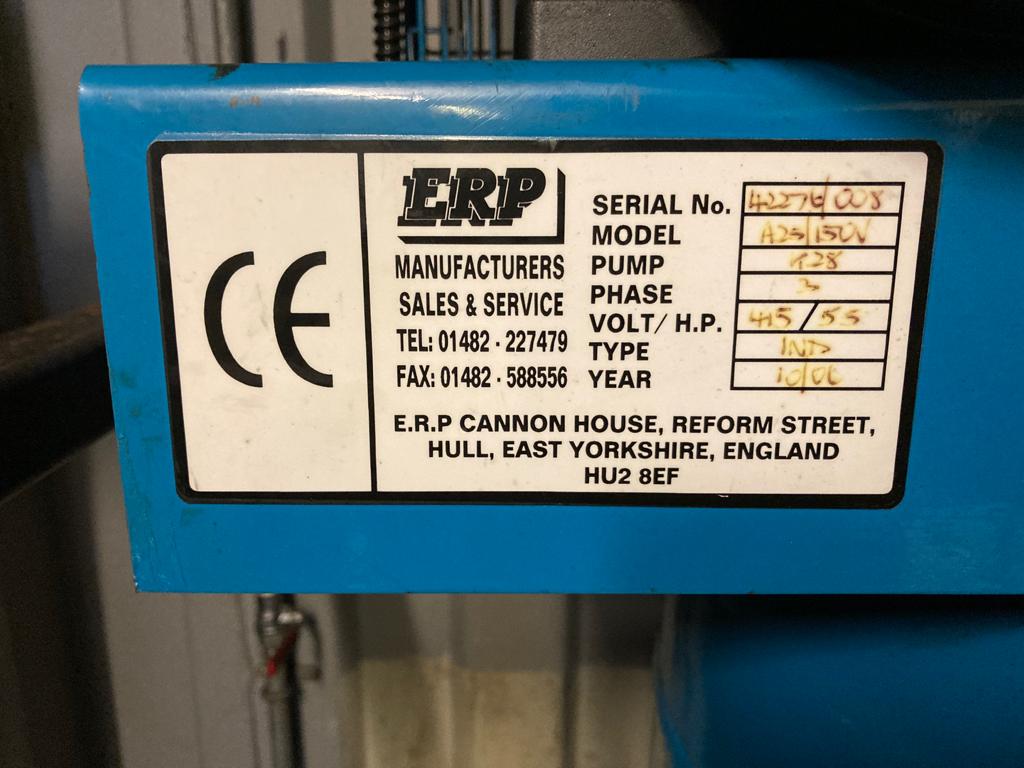 CE
ERP
MANUFACTURERS
SALES & SERVICE
TEL: 01482 - 227479
FAX: 01482 - 588556
SERIAL No. /008
MODEL A25/150V
PUMP
PHASE 3
VOLT/ H.P. 415/5.5
TYPE IND
YEAR 10/06
E.R.P CANNON HOUSE, REFORM STREET,
HULL, EAST YORKSHIRE, ENGLAND
HU2 8EF